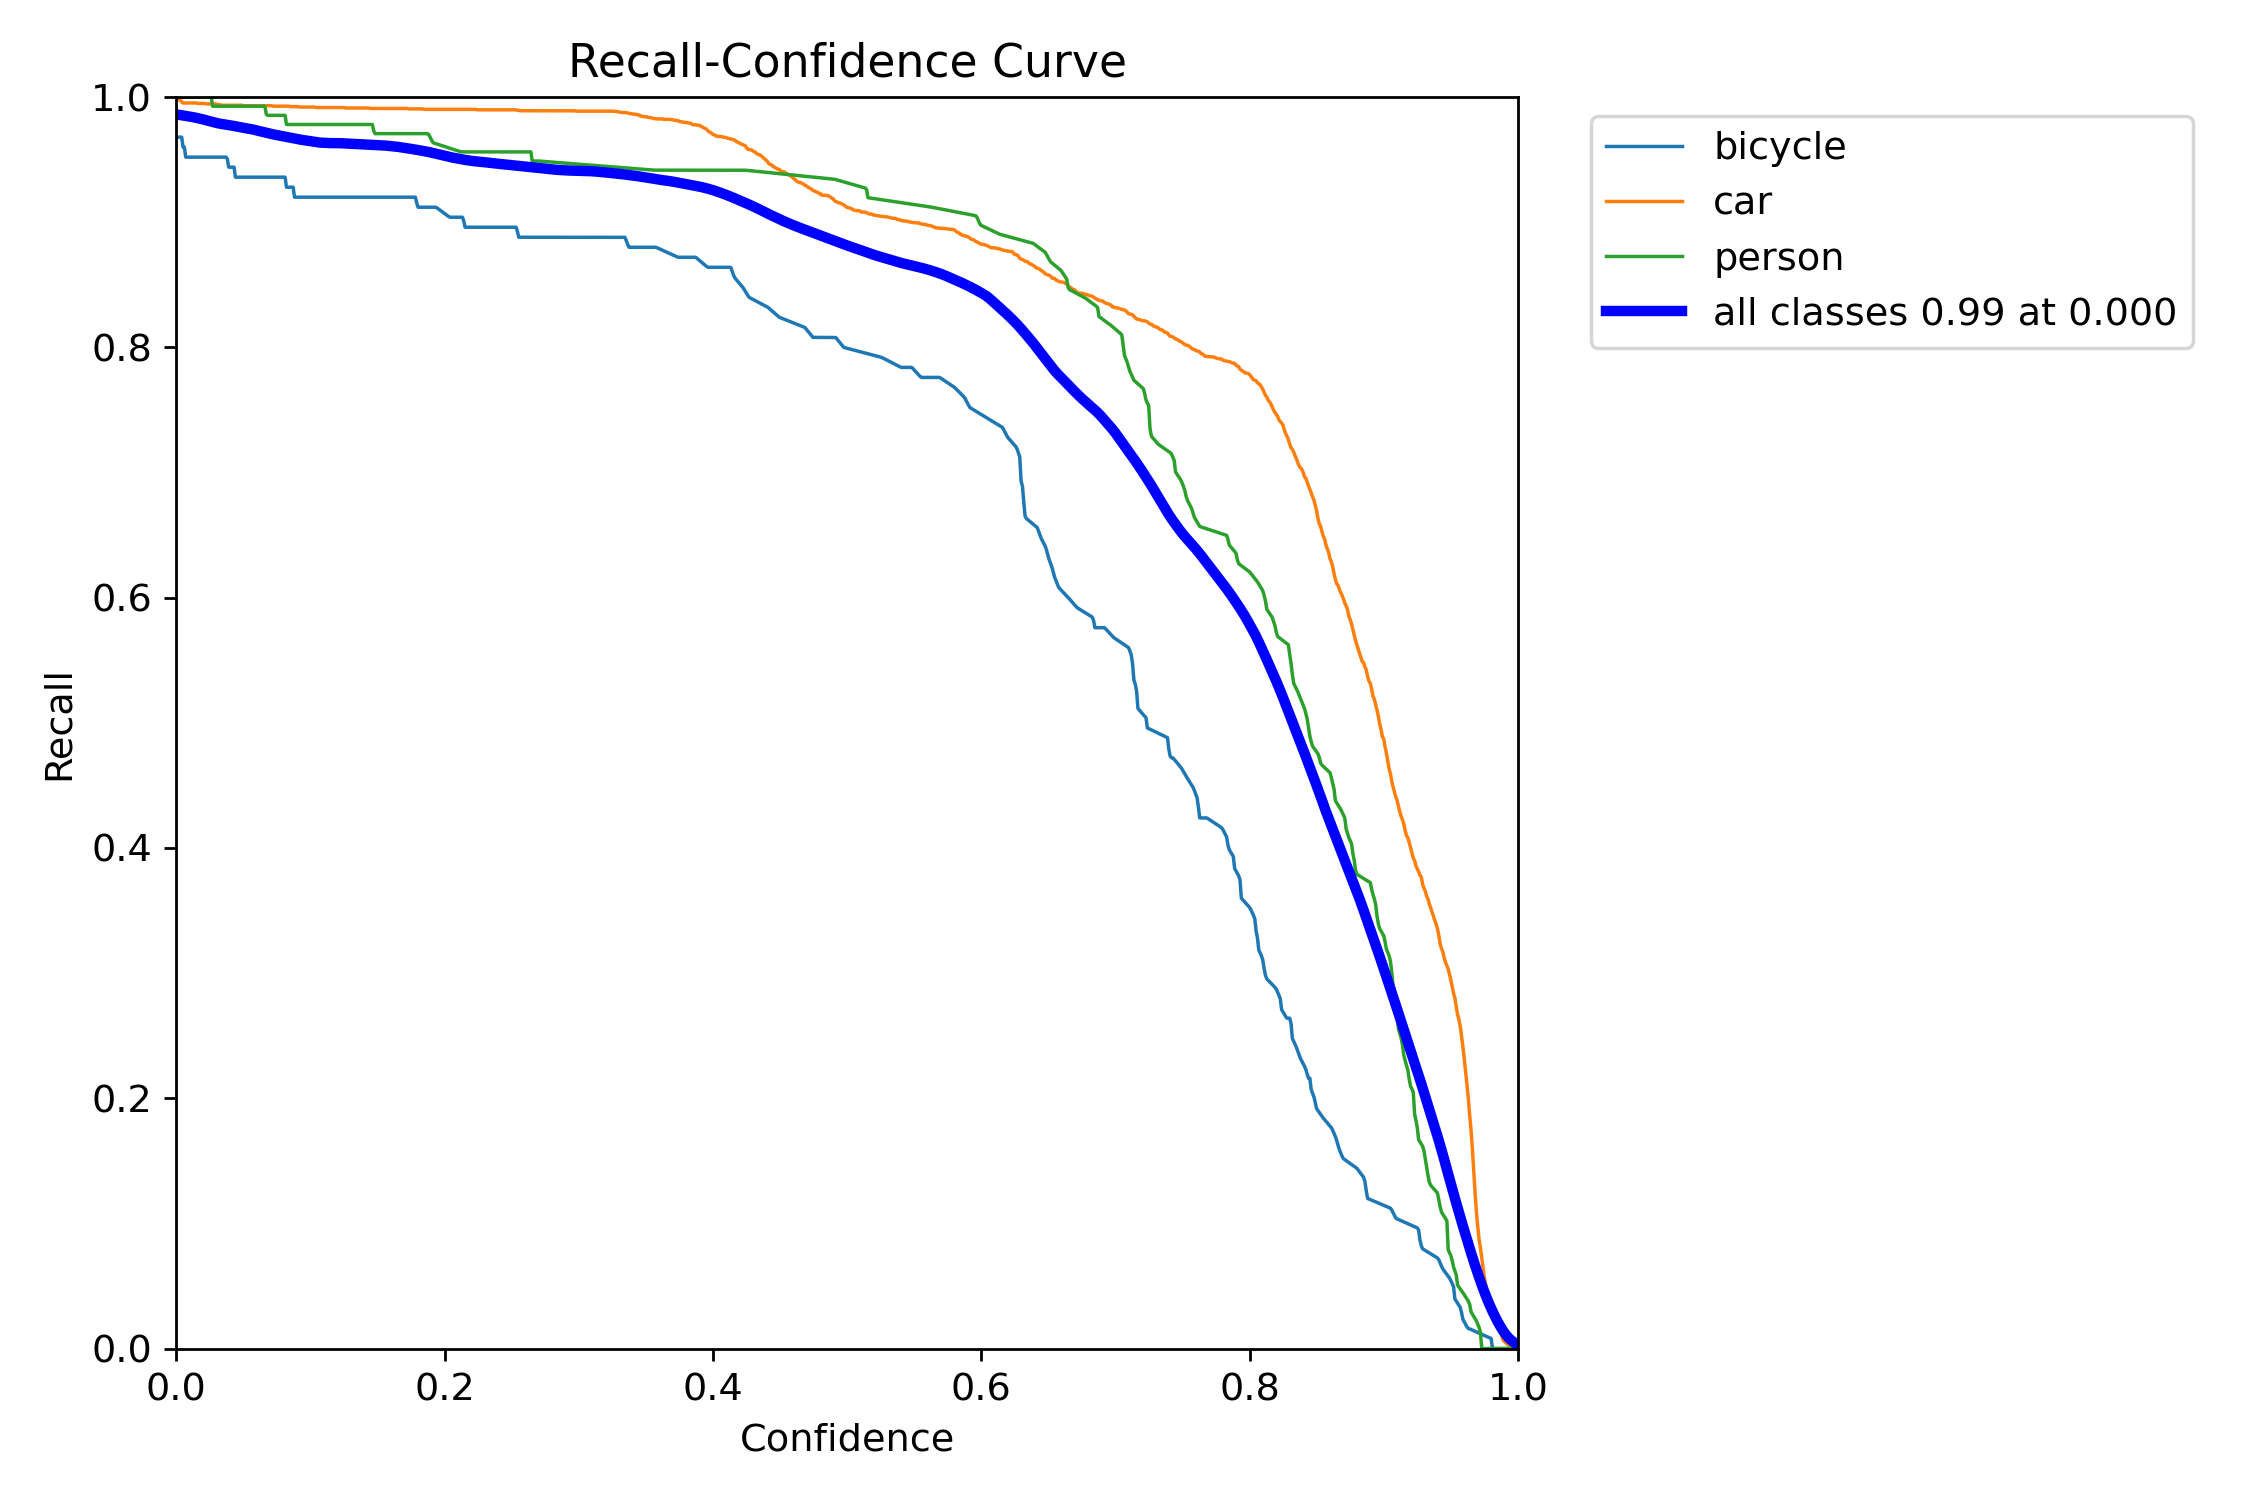 Recall-Confidence Curve
1.0
0.8
0.6
0.4
0.2
0.0
Recall
0.0 0.2 0.4 0.6 0.8 1.0
Confidence
bicycle
car
person
all classes 0.99 at 0.000